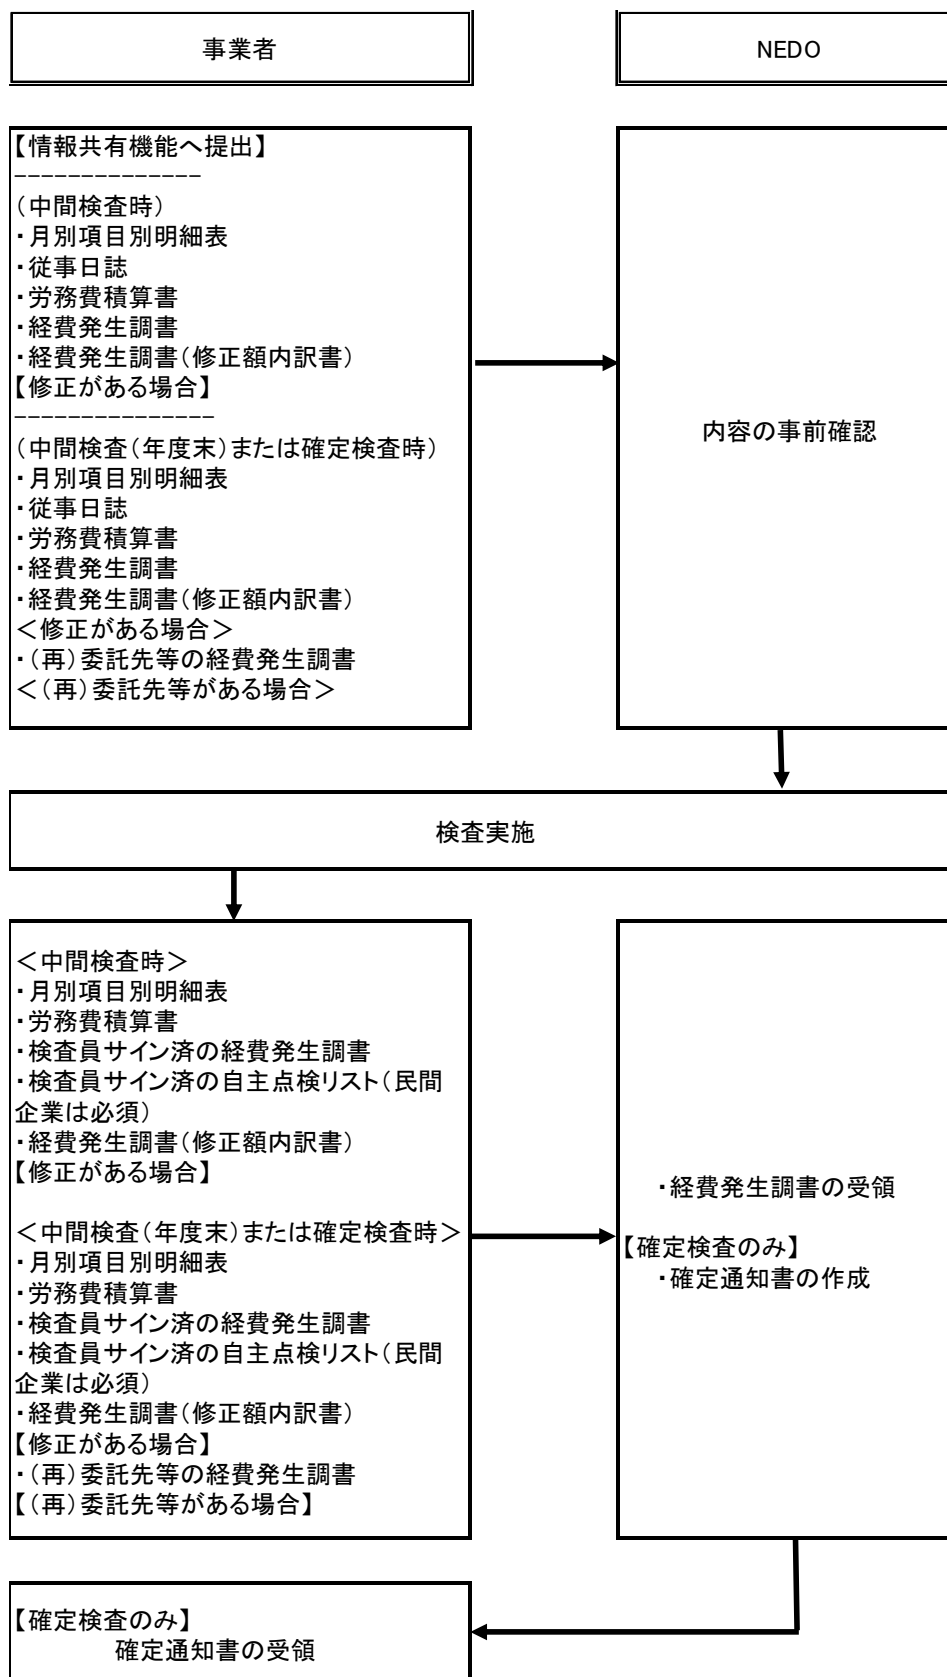 事業者
NEDO
【情報共有機能へ提出】
--------------
（中間検査時）
・月別項目別明細表
・従事日誌
・労務費積算書
・経費発生調書
・経費発生調書（修正額内訳書）
【修正がある場合】
---------------
（中間検査（年度末）または確定検査時）
・月別項目別明細表
・従事日誌
・労務費積算書
・経費発生調書
・経費発生調書（修正額内訳書）
＜修正がある場合＞
・（再）委託先等の経費発生調書
＜（再）委託先等がある場合＞
内容の事前確認
検査実施
＜中間検査時＞
・月別項目別明細表
・労務費積算書
・検査員サイン済の経費発生調書
・検査員サイン済の自主点検リスト（民間
企業は必須）
・経費発生調書（修正額内訳書）
【修正がある場合】
＜中間検査（年度末）または確定検査時＞
・月別項目別明細表
・労務費積算書
・検査員サイン済の経費発生調書
・検査員サイン済の自主点検リスト（民間
企業は必須）
・経費発生調書（修正額内訳書）
【修正がある場合】
・（再）委託先等の経費発生調書
【（再）委託先等がある場合】
・経費発生調書の受領
【確定検査のみ】
・確定通知書の作成
【確定検査のみ】
確定通知書の受領